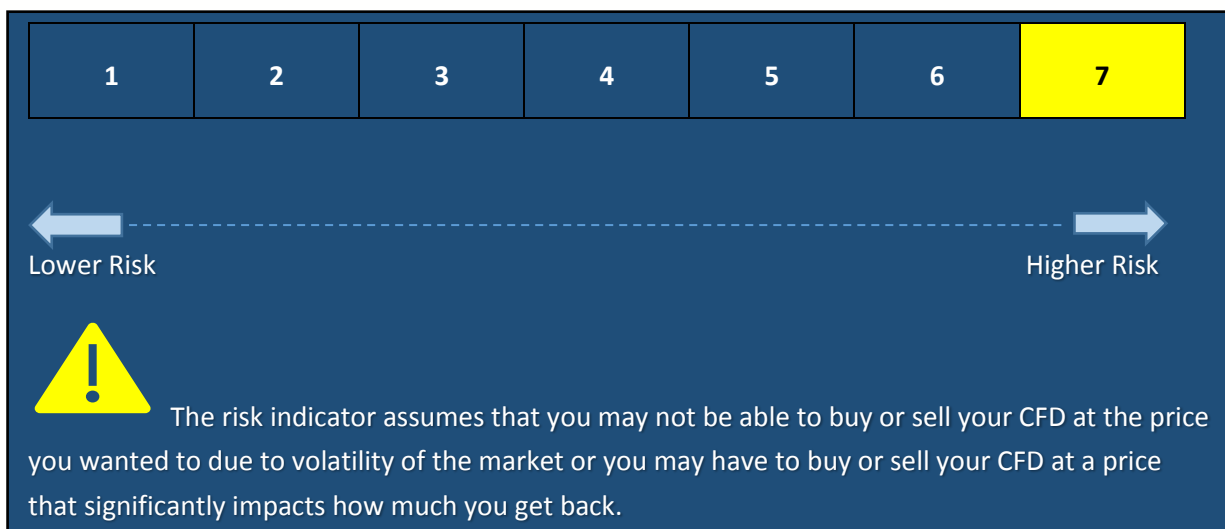 1 2 3 4 5 6 7
Lower Risk Higher Risk
The risk indicator assumes that you may not be able to buy or sell your CFD at the price
you wanted to due to volatility of the market or you may have to buy or sell your CFD at a price
that significantly impacts how much you get back.